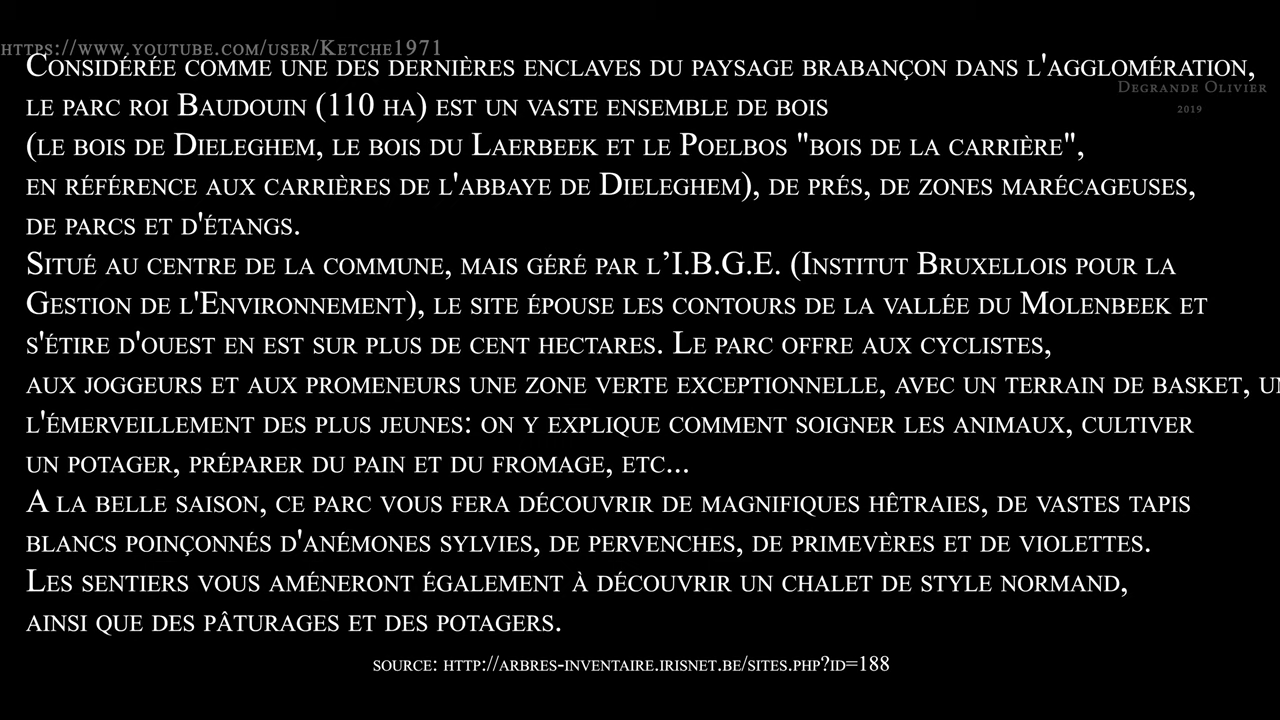 https://www.youtube.com/user/Ketche1971
Considérée comme une des dernières enclaves du paysage brabançon dans l'agglomération,
Degrande Olivier
le parc roi Baudouin (110 ha) est un vaste ensemble de bois
2019
(le bois de Dieleghem, le bois du Laerbeek et le Poelbos "bois de la carrière",
en référence aux carrières de l'abbaye de Dieleghem), de prés, de zones marécageuses,
de parcs et d'étangs.
Situé au centre de la commune, mais géré par l’I.B.G.E. (Institut Bruxellois pour la
Gestion de l'Environnement), le site épouse les contours de la vallée du Molenbeek et
s'étire d'ouest en est sur plus de cent hectares. Le parc offre aux cyclistes,
aux joggeurs et aux promeneurs une zone verte exceptionnelle, avec un terrain de basket,
l'émerveillement des plus jeunes: on y explique comment soigner les animaux, cultiver
un potager, préparer du pain et du fromage, etc...
A la belle saison, ce parc vous fera découvrir de magnifiques hêtraies, de vastes tapis
blancs poinçonnés d'anémones sylvies, de pervenches, de primevères et de violettes.
Les sentiers vous améneront également à découvrir un chalet de style normand,
ainsi que des pâturages et des potagers.
source: http://arbres-inventaire.irisnet.be/sites.php?id=188